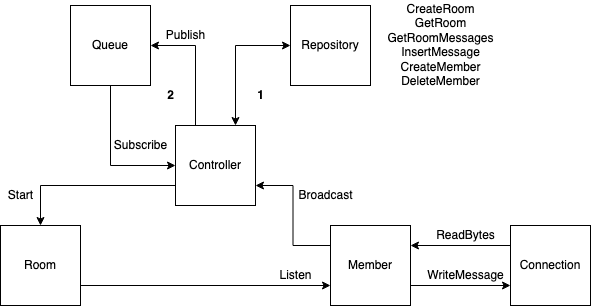 CreateRoom
GetRoom
GetRoomMessages
InsertMessage
CreateMember
DeleteMember
Queue
Publish
Repository
2
1
Subscribe
Controller
Start
Broadcast
Room
Listen
Member
ReadBytes
WriteMessage
Connection